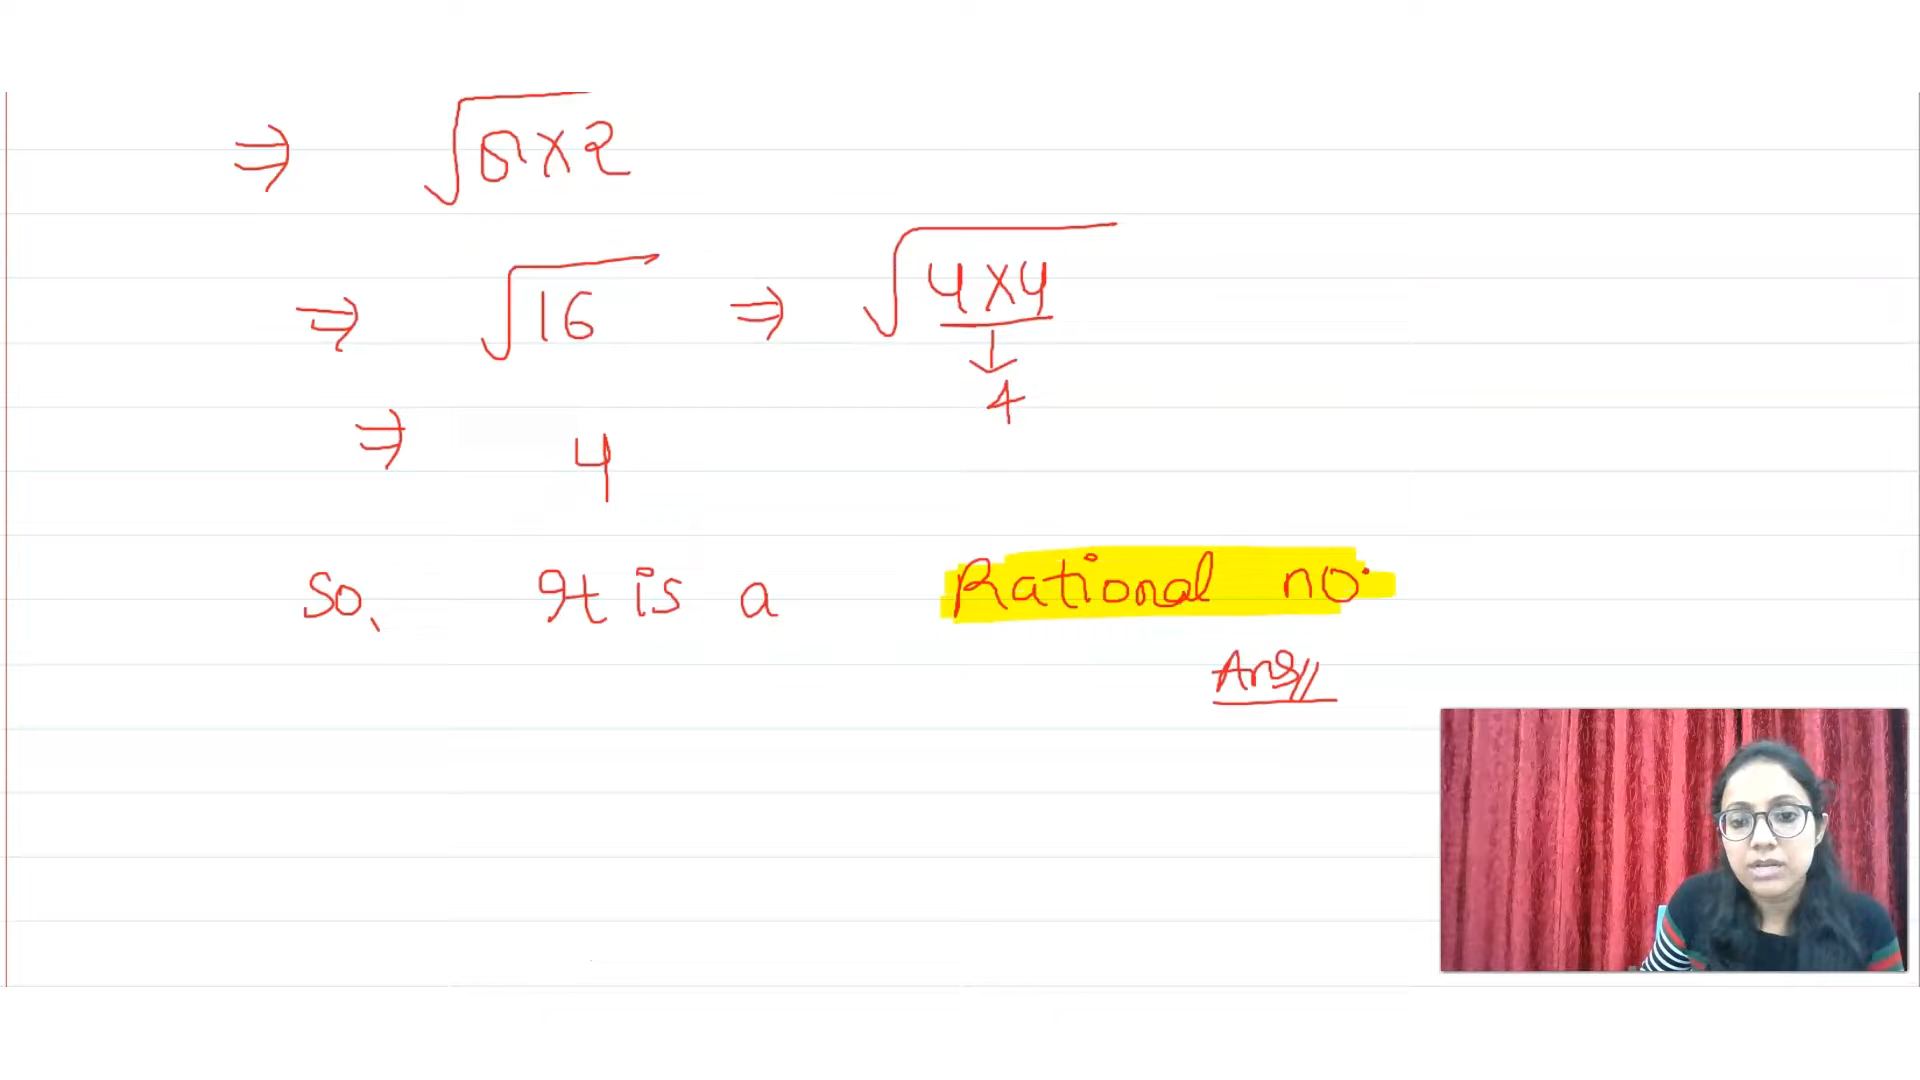 ⇒ √8×2
⇒ √16 ⇒ √4×4
↓
4
⇒ 4
So, It is a Rational no.
Ans//